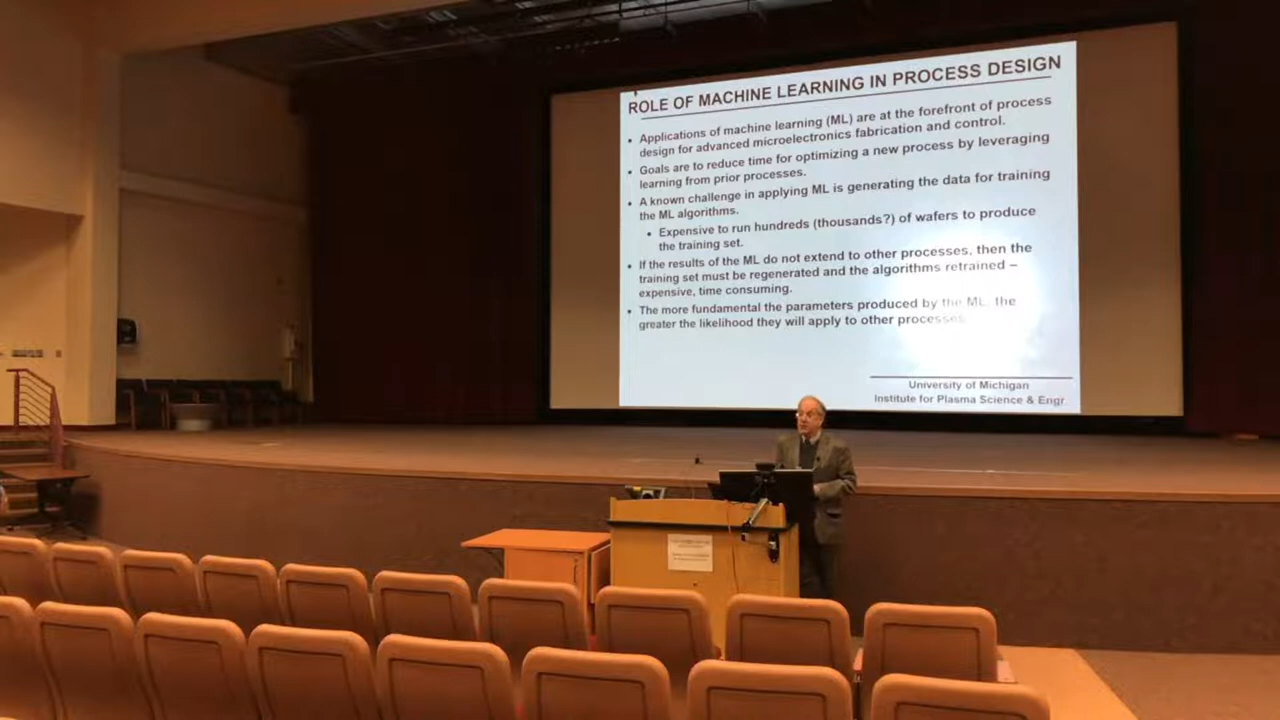 ROLE OF MACHINE LEARNING IN PROCESS DESIGN
• Applications of machine learning (ML) are at the forefront of process
design for advanced microelectronics fabrication and control.
• Goals are to reduce time for optimizing a new process by leveraging
learning from prior processes.
• A known challenge in applying ML is generating the data for training
the ML algorithms.
• Expensive to run hundreds (thousands?) of wafers to produce
the training set.
• If the results of the ML do not extend to other processes, then the
training set must be regenerated and the algorithms retrained –
expensive, time consuming.
• The more fundamental the parameters produced by the ML, the
greater the likelihood they will apply to other processes
University of Michigan
Institute for Plasma Science & Engr.